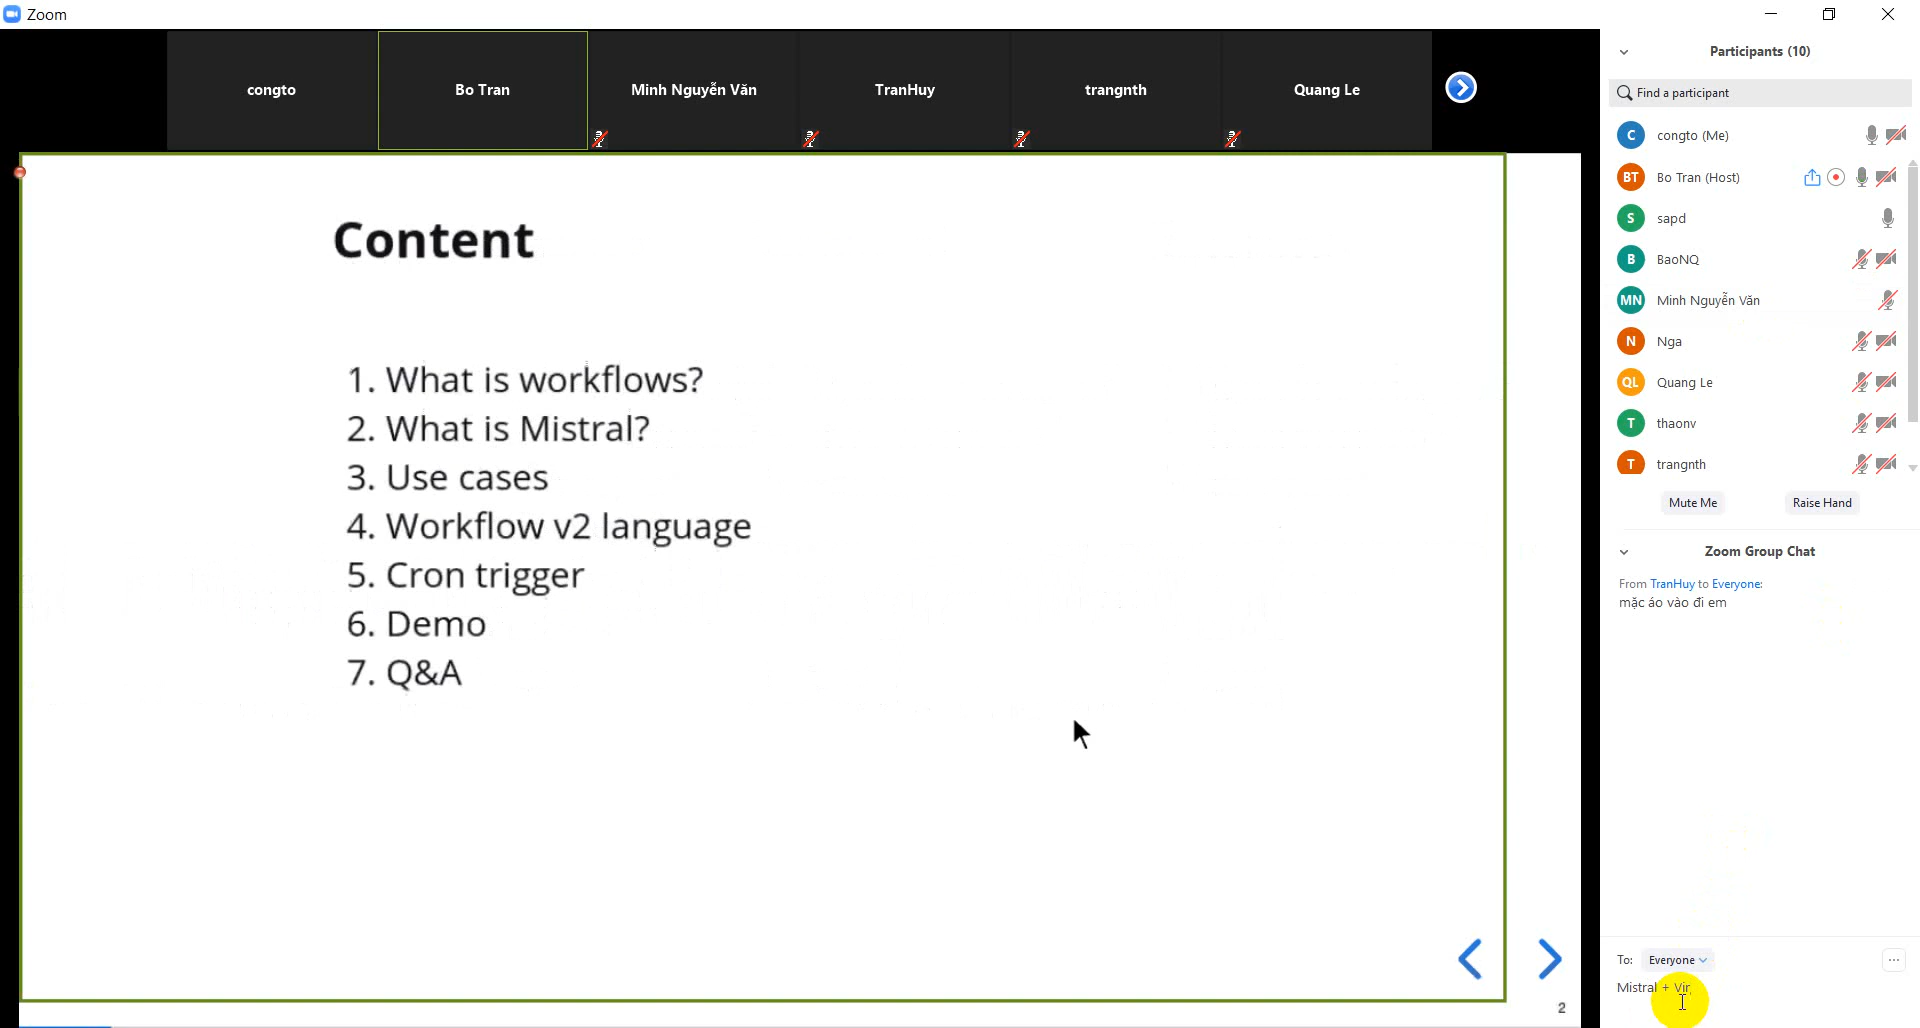 Zoom
congto
Bo Tran
Minh Nguyễn Văn
TranHuy
trangnth
Quang Le
Content
1. What is workflows?
2. What is Mistral?
3. Use cases
4. Workflow v2 language
5. Cron trigger
6. Demo
7. Q&A
2
Participants (10)
Find a participant
C congto (Me)
BT Bo Tran (Host)
S sapd
B BaoNQ
MN Minh Nguyễn Văn
N Nga
QL Quang Le
T thaonv
T trangnth
Mute Me Raise Hand
Zoom Group Chat
From TranHuy to Everyone:
mặc áo vào đi em
To: Everyone
Mistral + Vir